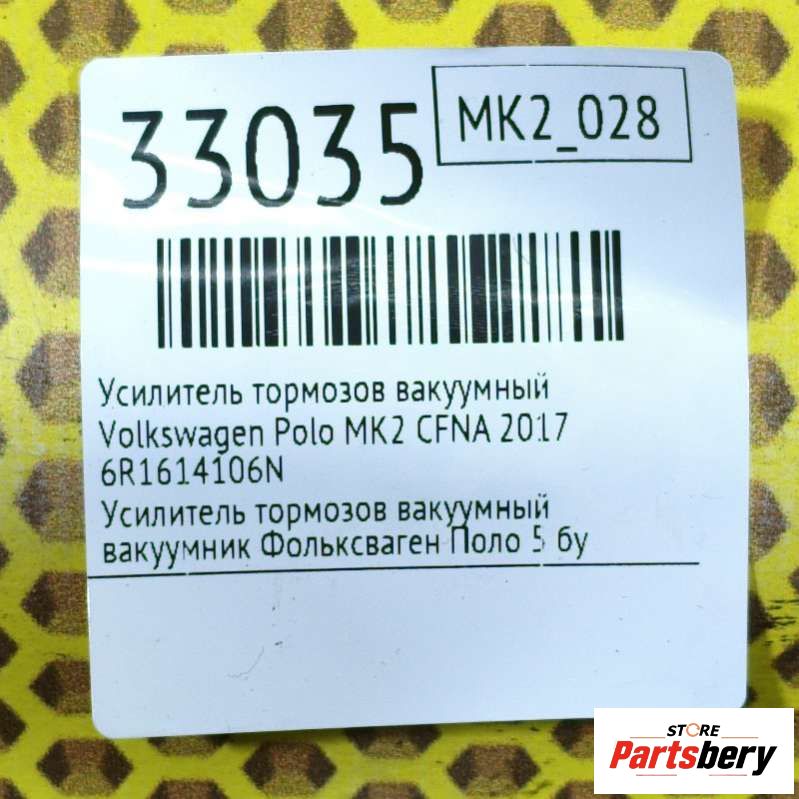 33035
MK2_028
Усилитель тормозов вакуумный
Volkswagen Polo MK2 CFNA 2017
6R1614106N
Усилитель тормозов вакуумный
вакуумник Фольксваген Поло 5 бу
STORE
Partsbery